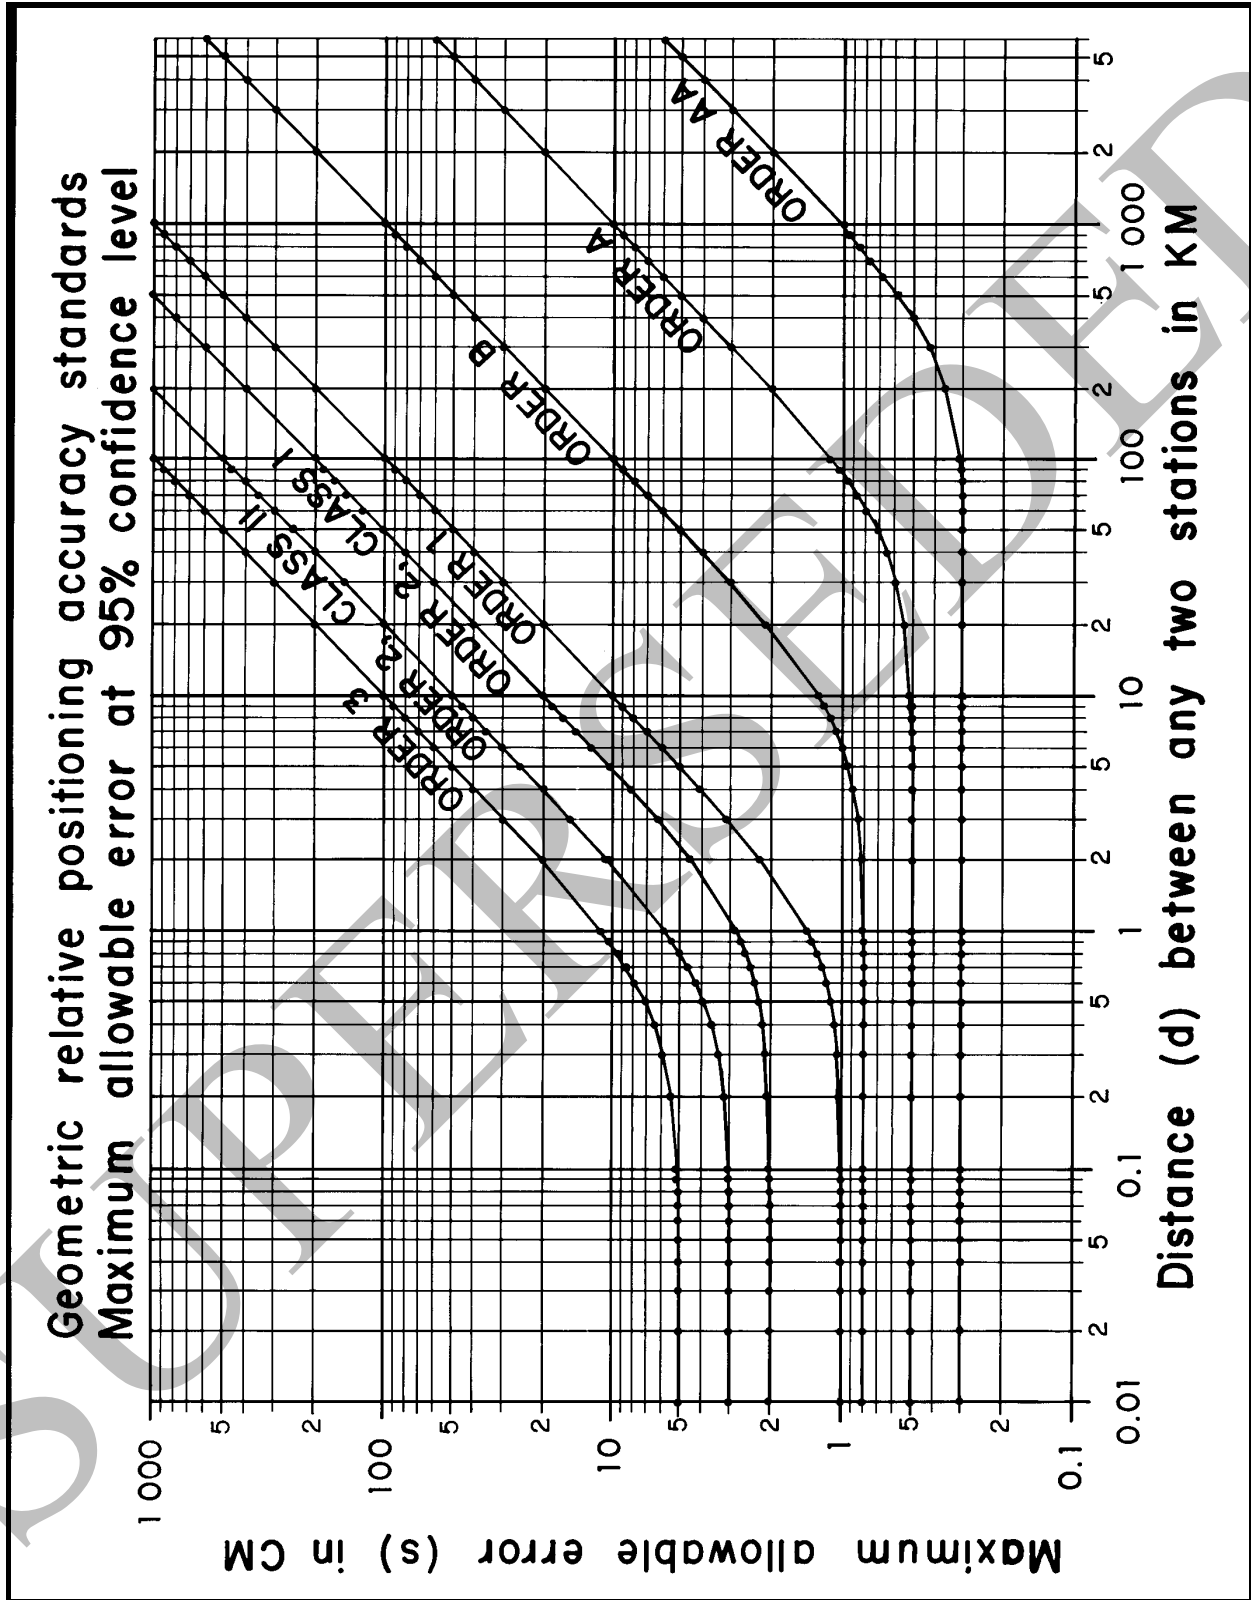 Geometric relative positioning accuracy standards
Maximum allowable error at 95% confidence level
Maximum allowable error (s) in CM
1 000
5
2
100
5
2
10
5
2
1
5
2
0.1
ORDER 3
ORDER 2, CLASS II
ORDER 2, CLASS I
ORDER 1
ORDER B
ORDER A
ORDER AA
0.01
2
5
0.1
2
5
1
2
5
10
2
5
100
2
5
1 000
2
5
Distance (d) between any two stations in KM
SUPERSEDED